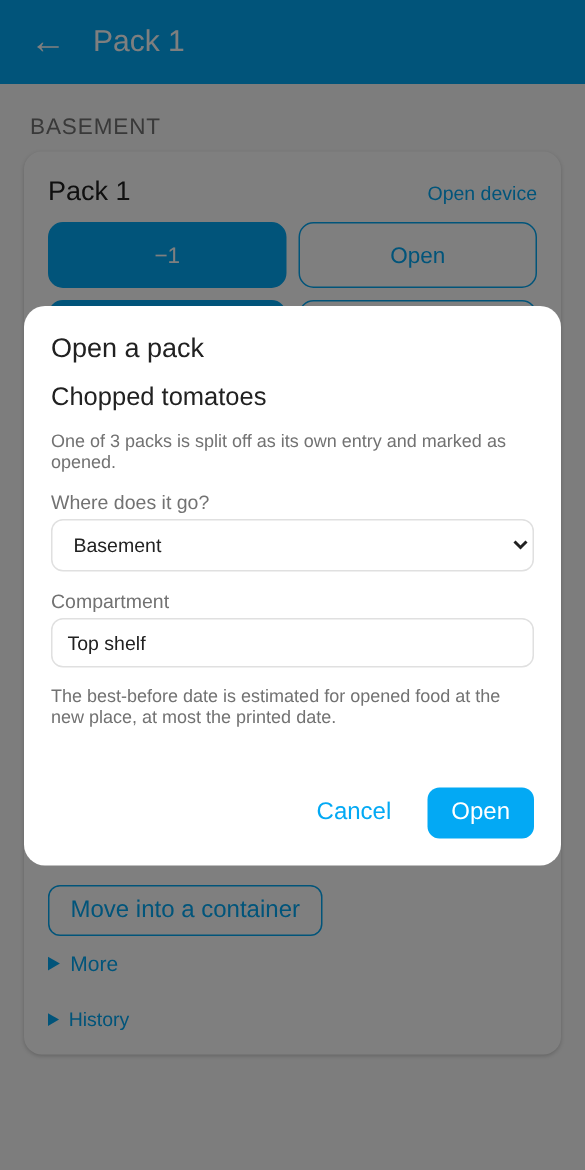 ← Pack 1
BASEMENT
Pack 1
Open device
−1
Open
Open a pack
Chopped tomatoes
One of 3 packs is split off as its own entry and marked as
opened.
Where does it go?
Basement
Compartment
Top shelf
The best-before date is estimated for opened food at the
new place, at most the printed date.
Cancel
Open
Move into a container
More
History